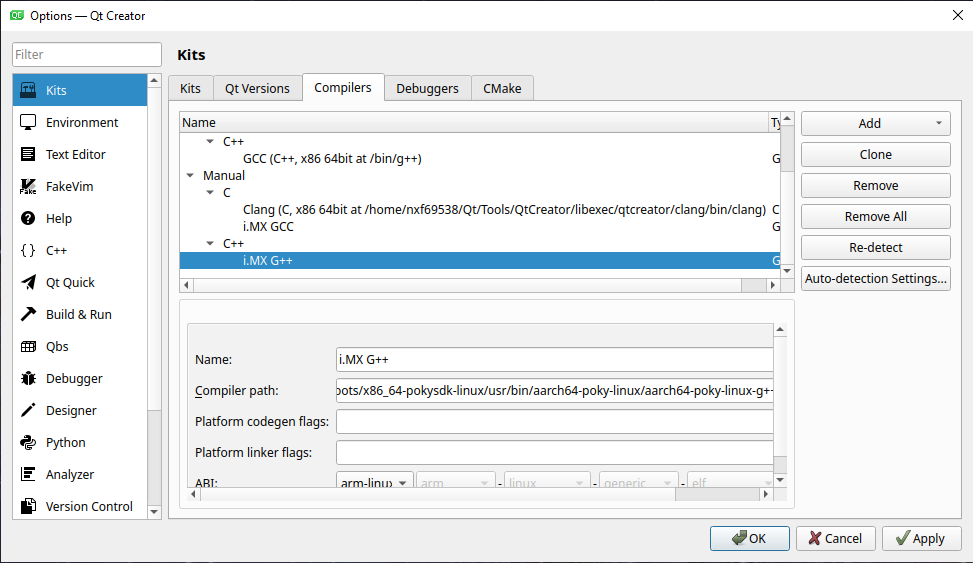 Options — Qt Creator
Filter
Kits
Environment
Text Editor
FakeVim
Help
C++
Qt Quick
Build & Run
Qbs
Debugger
Designer
Python
Analyzer
Version Control
Kits
Kits Qt Versions Compilers Debuggers CMake
Name Ty
C++
GCC (C++, x86 64bit at /bin/g++) G
Manual
C
Clang (C, x86 64bit at /home/nxf69538/Qt/Tools/QtCreator/libexec/qtcreator/clang/bin/clang) C
i.MX GCC G
C++
i.MX G++ G
Add
Clone
Remove
Remove All
Re-detect
Auto-detection Settings...
Name: i.MX G++
Compiler path: oots/x86_64-pokysdk-linux/usr/bin/aarch64-poky-linux/aarch64-poky-linux-g++
Platform codegen flags:
Platform linker flags:
ABI: arm-linux arm - linux - generic - elf
OK Cancel Apply